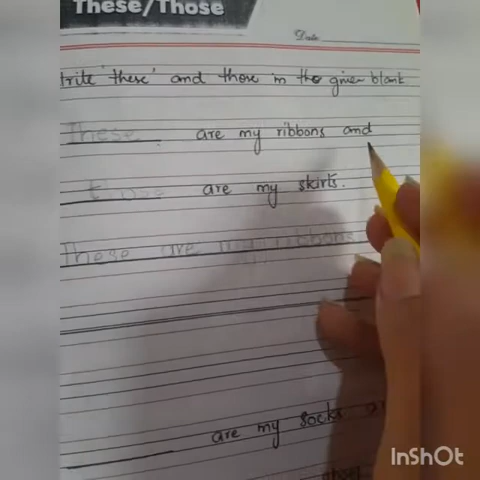 These/Those
Date
Write 'these' and those in the given blank
These are my ribbons and
those are my skirts.
These are my ribbons
are my socks
InShOt